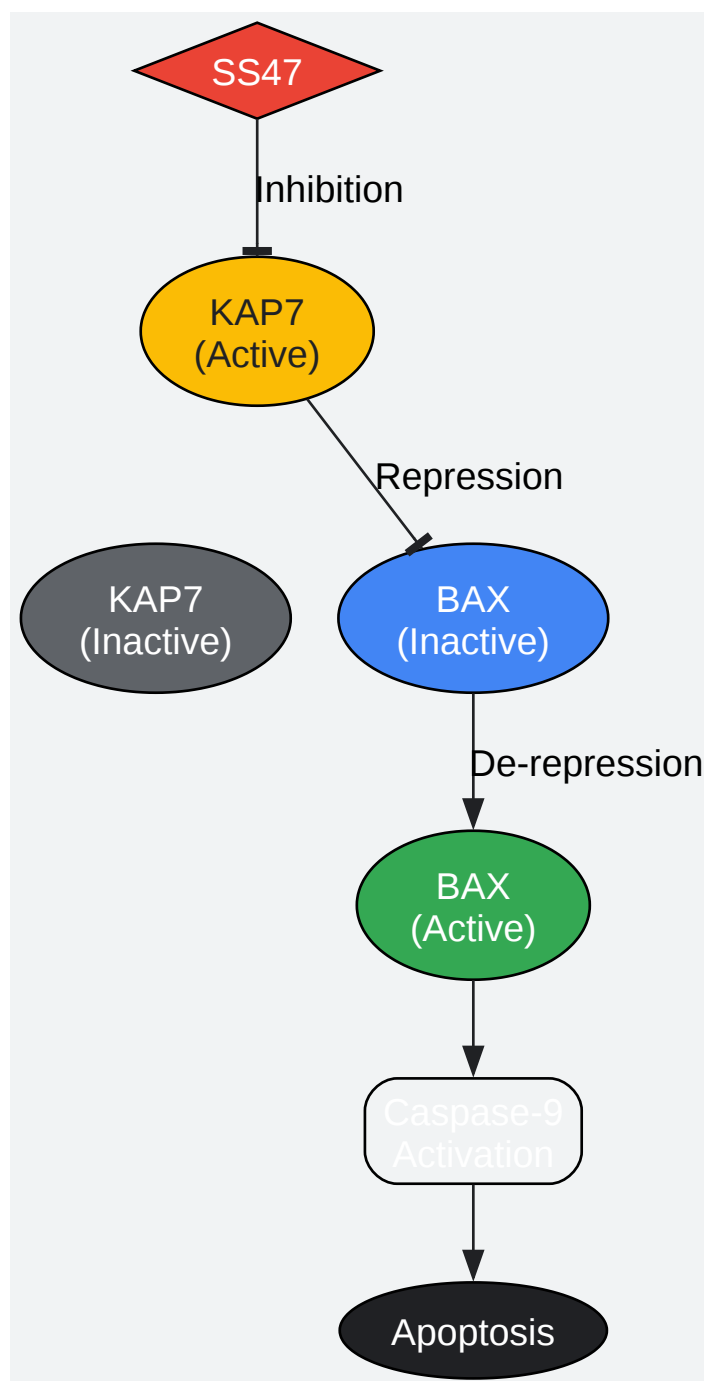 SS47
Inhibition
KAP7
(Active)
Repression
KAP7
(Inactive)
BAX
(Inactive)
De-repression
BAX
(Active)
Caspase-9
Activation
Apoptosis